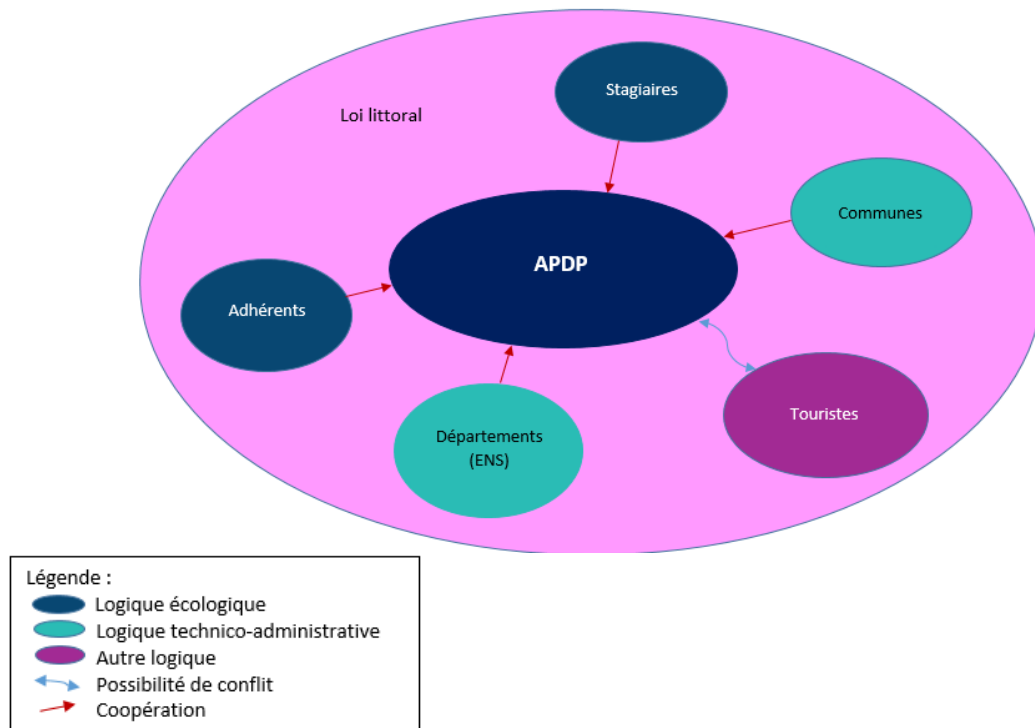 Stagiaires
Loi littoral
Communes
APDP
Adhérents
Touristes
Départements
(ENS)
Légende :
Logique écologique
Logique technico-administrative
Autre logique
Possibilité de conflit
Coopération